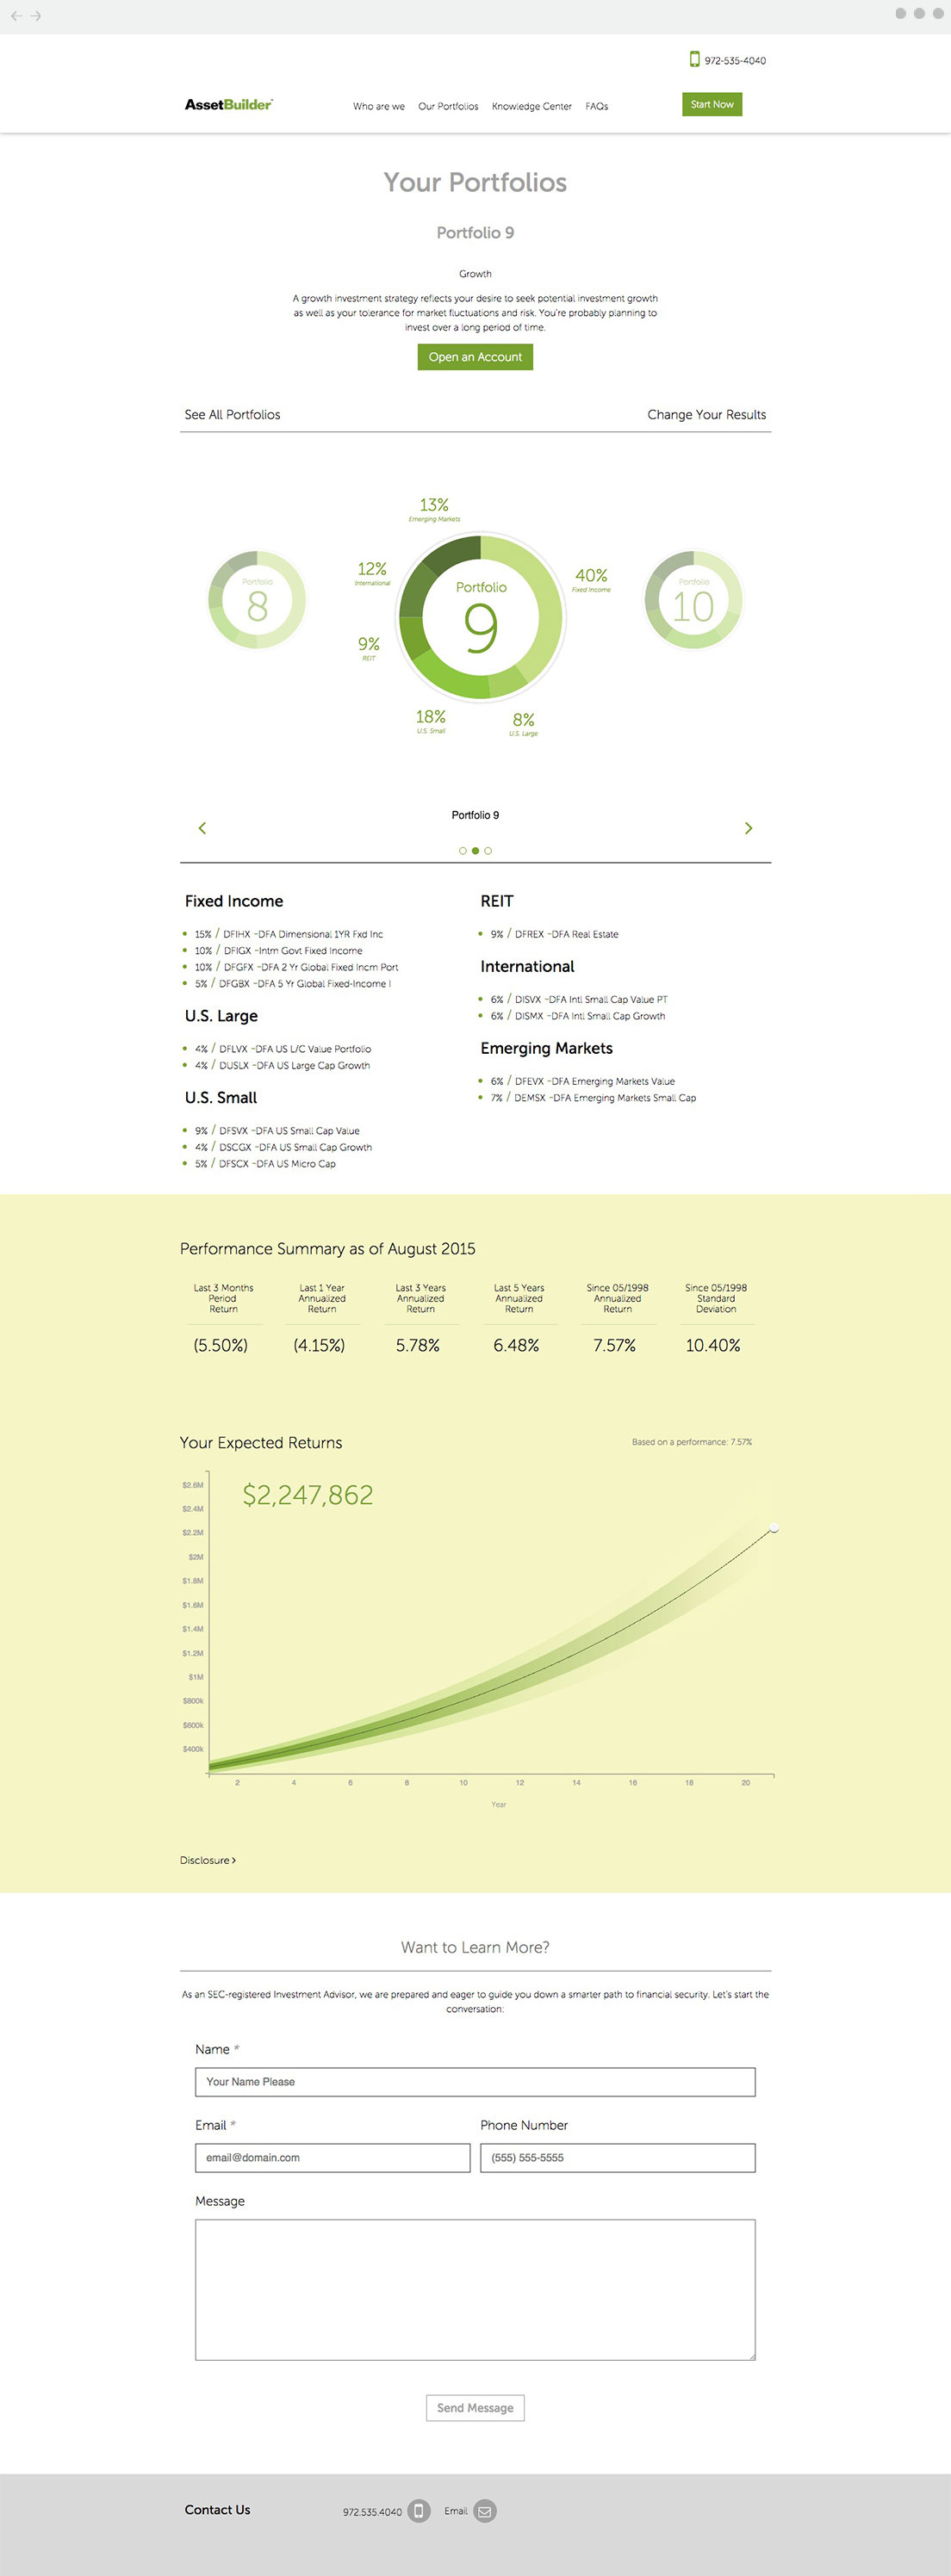 972-535-4040
AssetBuilder
Who are we Our Portfolios Knowledge Center FAQs
Start Now
Your Portfolios
Portfolio 9
Growth
A growth investment strategy reflects your desire to seek potential investment growth
as well as your tolerance for market fluctuations and risk. You're probably planning to
invest over a long period of time.
Open an Account
See All Portfolios
Change Your Results
13%
Emerging Markets
12%
International
40%
Fixed Income
9%
REIT
18%
U.S. Small
8%
U.S. Large
Portfolio
8
Portfolio
9
Portfolio
10
Portfolio 9
Fixed Income
15% / DFIHX -DFA Dimensional 1YR Fxd Inc
10% / DFIGX -Intm Govt Fixed Income
10% / DFGFX -DFA 2 Yr Global Fixed Incm Port
5% / DFGBX -DFA 5 Yr Global Fixed-Income I
U.S. Large
4% / DFLVX -DFA US L/C Value Portfolio
4% / DUSLX -DFA US Large Cap Growth
U.S. Small
9% / DFSVX -DFA US Small Cap Value
4% / DSCGX -DFA US Small Cap Growth
5% / DFSCX -DFA US Micro Cap
REIT
9% / DFREX -DFA Real Estate
International
6% / DISVX -DFA Intl Small Cap Value PT
6% / DISMX -DFA Intl Small Cap Growth
Emerging Markets
6% / DFEVX -DFA Emerging Markets Value
7% / DEMSX -DFA Emerging Markets Small Cap
Performance Summary as of August 2015
Last 3 Months
Period
Return
(5.50%)
Last 1 Year
Annualized
Return
(4.15%)
Last 3 Years
Annualized
Return
5.78%
Last 5 Years
Annualized
Return
6.48%
Since 05/1998
Annualized
Return
7.57%
Since 05/1998
Standard
Deviation
10.40%
Your Expected Returns
Based on a performance: 7.57%
$2,247,862
$2.6M
$2.4M
$2.2M
$2M
$1.8M
$1.6M
$1.4M
$1.2M
$1M
$800k
$600k
$400k
2 4 6 8 10 12 14 16 18 20
Year
Disclosure >
Want to Learn More?
As an SEC-registered Investment Advisor, we are prepared and eager to guide you down a smarter path to financial security. Let's start the
conversation:
Name *
Your Name Please
Email *
email@domain.com
Phone Number
(555) 555-5555
Message
Send Message
Contact Us
972.535.4040
Email